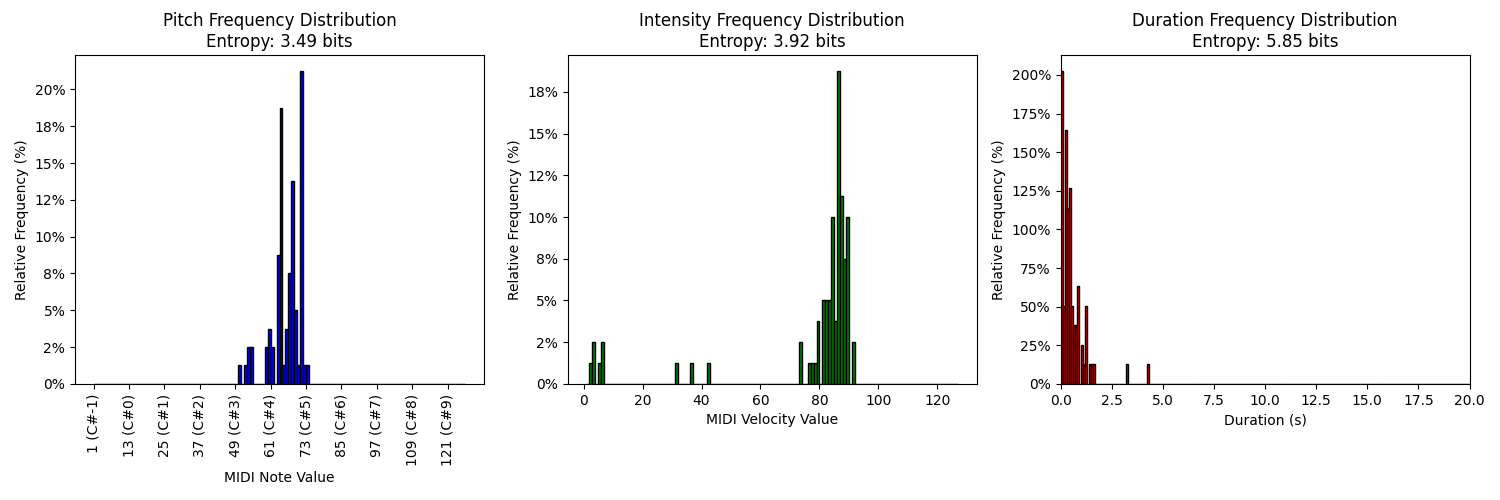 Pitch Frequency Distribution
Entropy: 3.49 bits
Relative Frequency (%)
20%
18%
15%
12%
10%
8%
5%
2%
0%
1 (C#-1)
13 (C#0)
25 (C#1)
37 (C#2)
49 (C#3)
61 (C#4)
73 (C#5)
85 (C#6)
97 (C#7)
109 (C#8)
121 (C#9)
MIDI Note Value
Intensity Frequency Distribution
Entropy: 3.92 bits
Relative Frequency (%)
18%
15%
12%
10%
8%
5%
2%
0%
0 20 40 60 80 100 120
MIDI Velocity Value
Duration Frequency Distribution
Entropy: 5.85 bits
Relative Frequency (%)
200%
175%
150%
125%
100%
75%
50%
25%
0%
0.0 2.5 5.0 7.5 10.0 12.5 15.0 17.5 20.0
Duration (s)